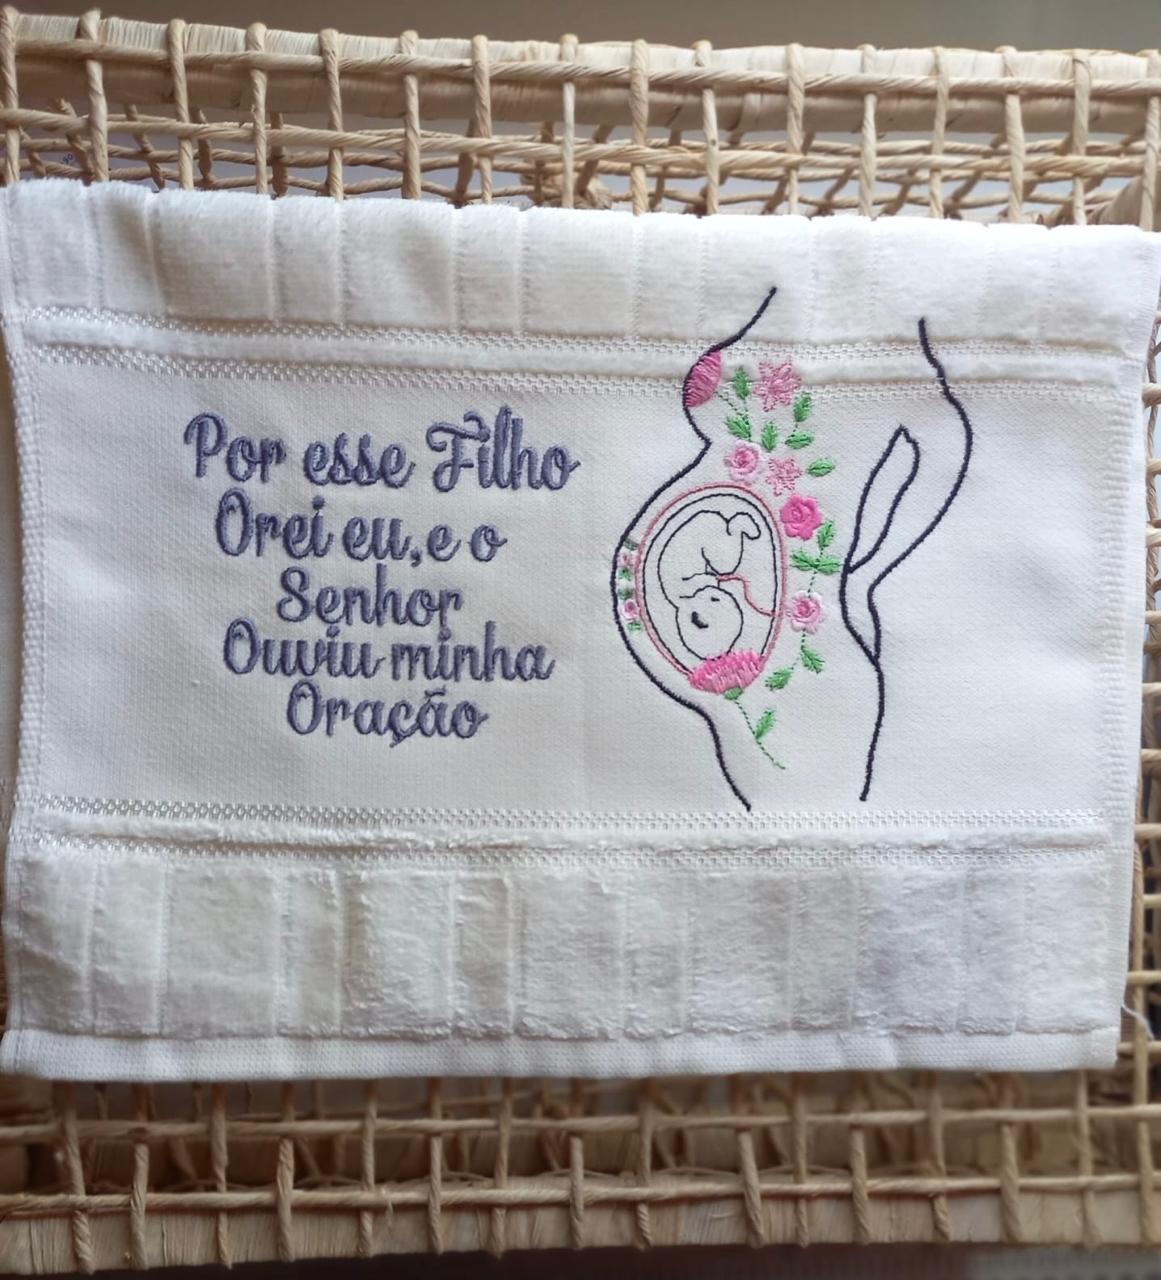 Por esse Filho
Orei eu, e o
Senhor
Ouviu minha
Oração